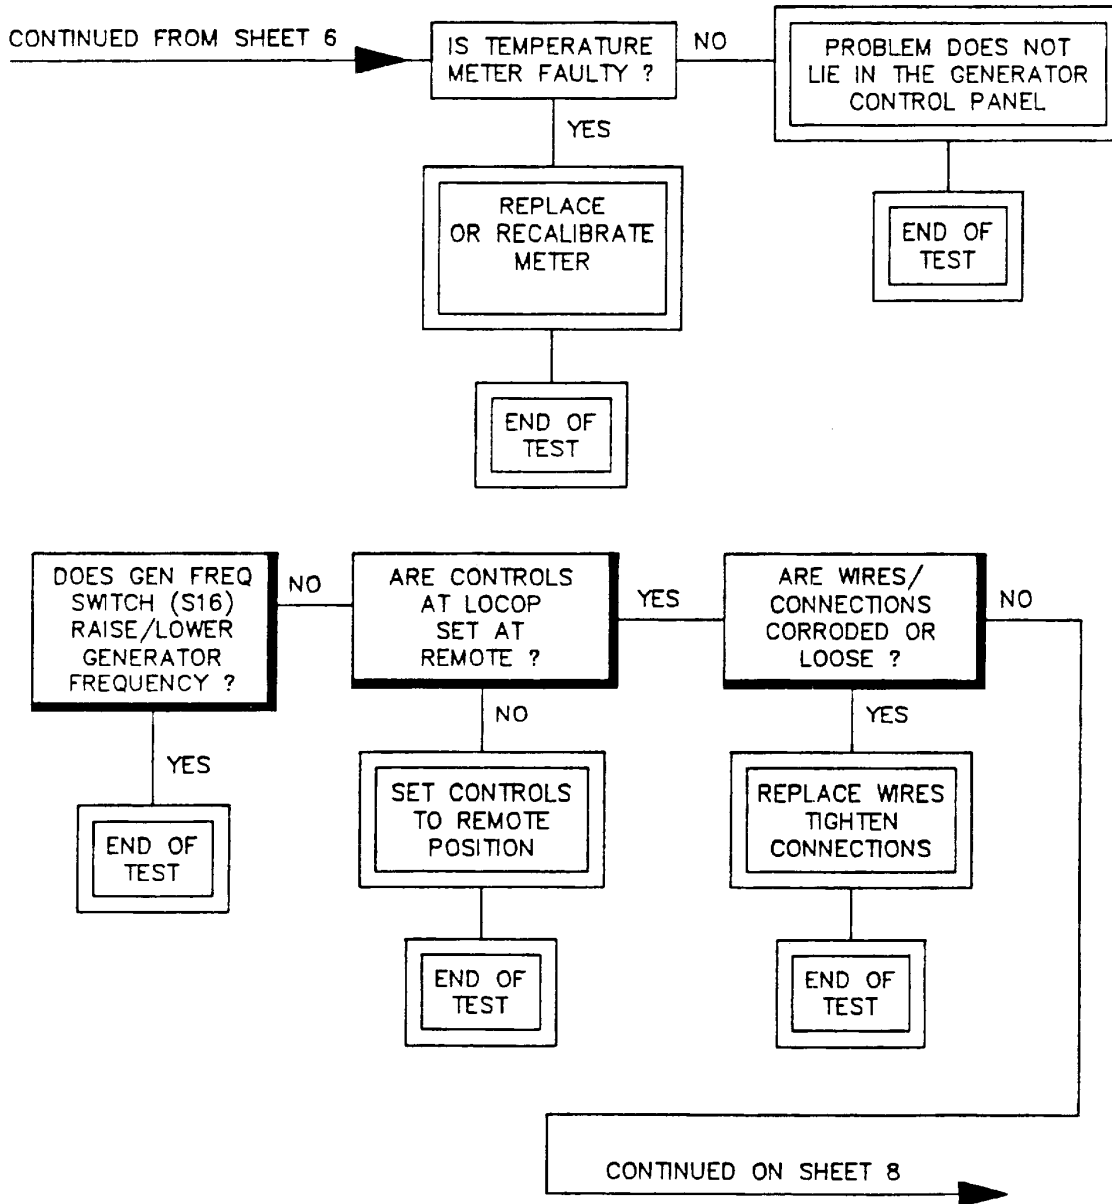 CONTINUED FROM SHEET 6
IS TEMPERATURE
METER FAULTY ?
NO
PROBLEM DOES NOT
LIE IN THE GENERATOR
CONTROL PANEL
YES
REPLACE
OR RECALIBRATE
METER
END OF
TEST
END OF
TEST
DOES GEN FREQ
SWITCH (S16)
RAISE/LOWER
GENERATOR
FREQUENCY ?
NO
ARE CONTROLS
AT LOCOP
SET AT
REMOTE ?
YES
ARE WIRES/
CONNECTIONS
CORRODED OR
LOOSE ?
NO
YES
END OF
TEST
NO
SET CONTROLS
TO REMOTE
POSITION
END OF
TEST
YES
REPLACE WIRES
TIGHTEN
CONNECTIONS
END OF
TEST
CONTINUED ON SHEET 8